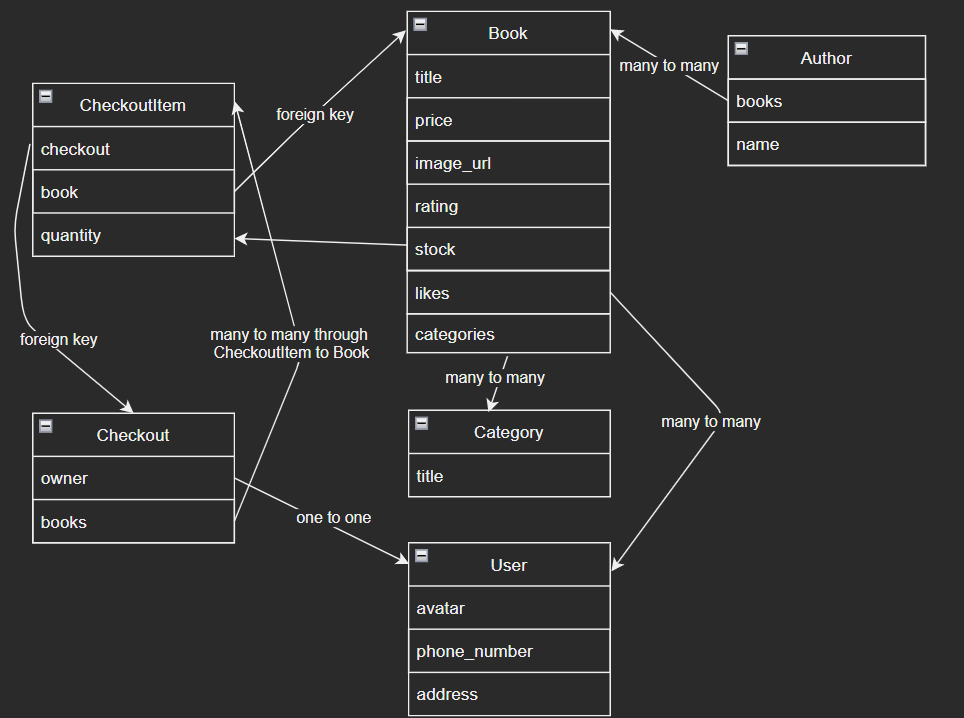 Book
title
price
image_url
rating
stock
likes
categories
many to many
Author
books
name
CheckoutItem
checkout
book
quantity
foreign key
foreign key
many to many through
CheckoutItem to Book
many to many
Category
title
many to many
Checkout
owner
books
one to one
User
avatar
phone_number
address